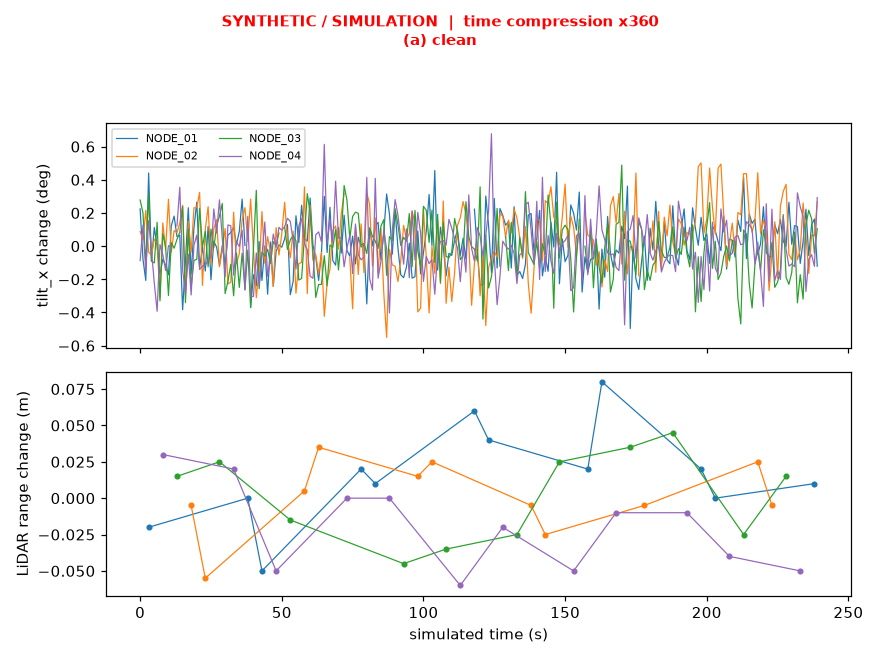 SYNTHETIC / SIMULATION  |  time compression x360
(a) clean
NODE_01
NODE_02
NODE_03
NODE_04
tilt_x change (deg)
0.6
0.4
0.2
0.0
−0.2
−0.4
−0.6
LiDAR range change (m)
0.075
0.050
0.025
0.000
−0.025
−0.050
0
50
100
150
200
250
simulated time (s)